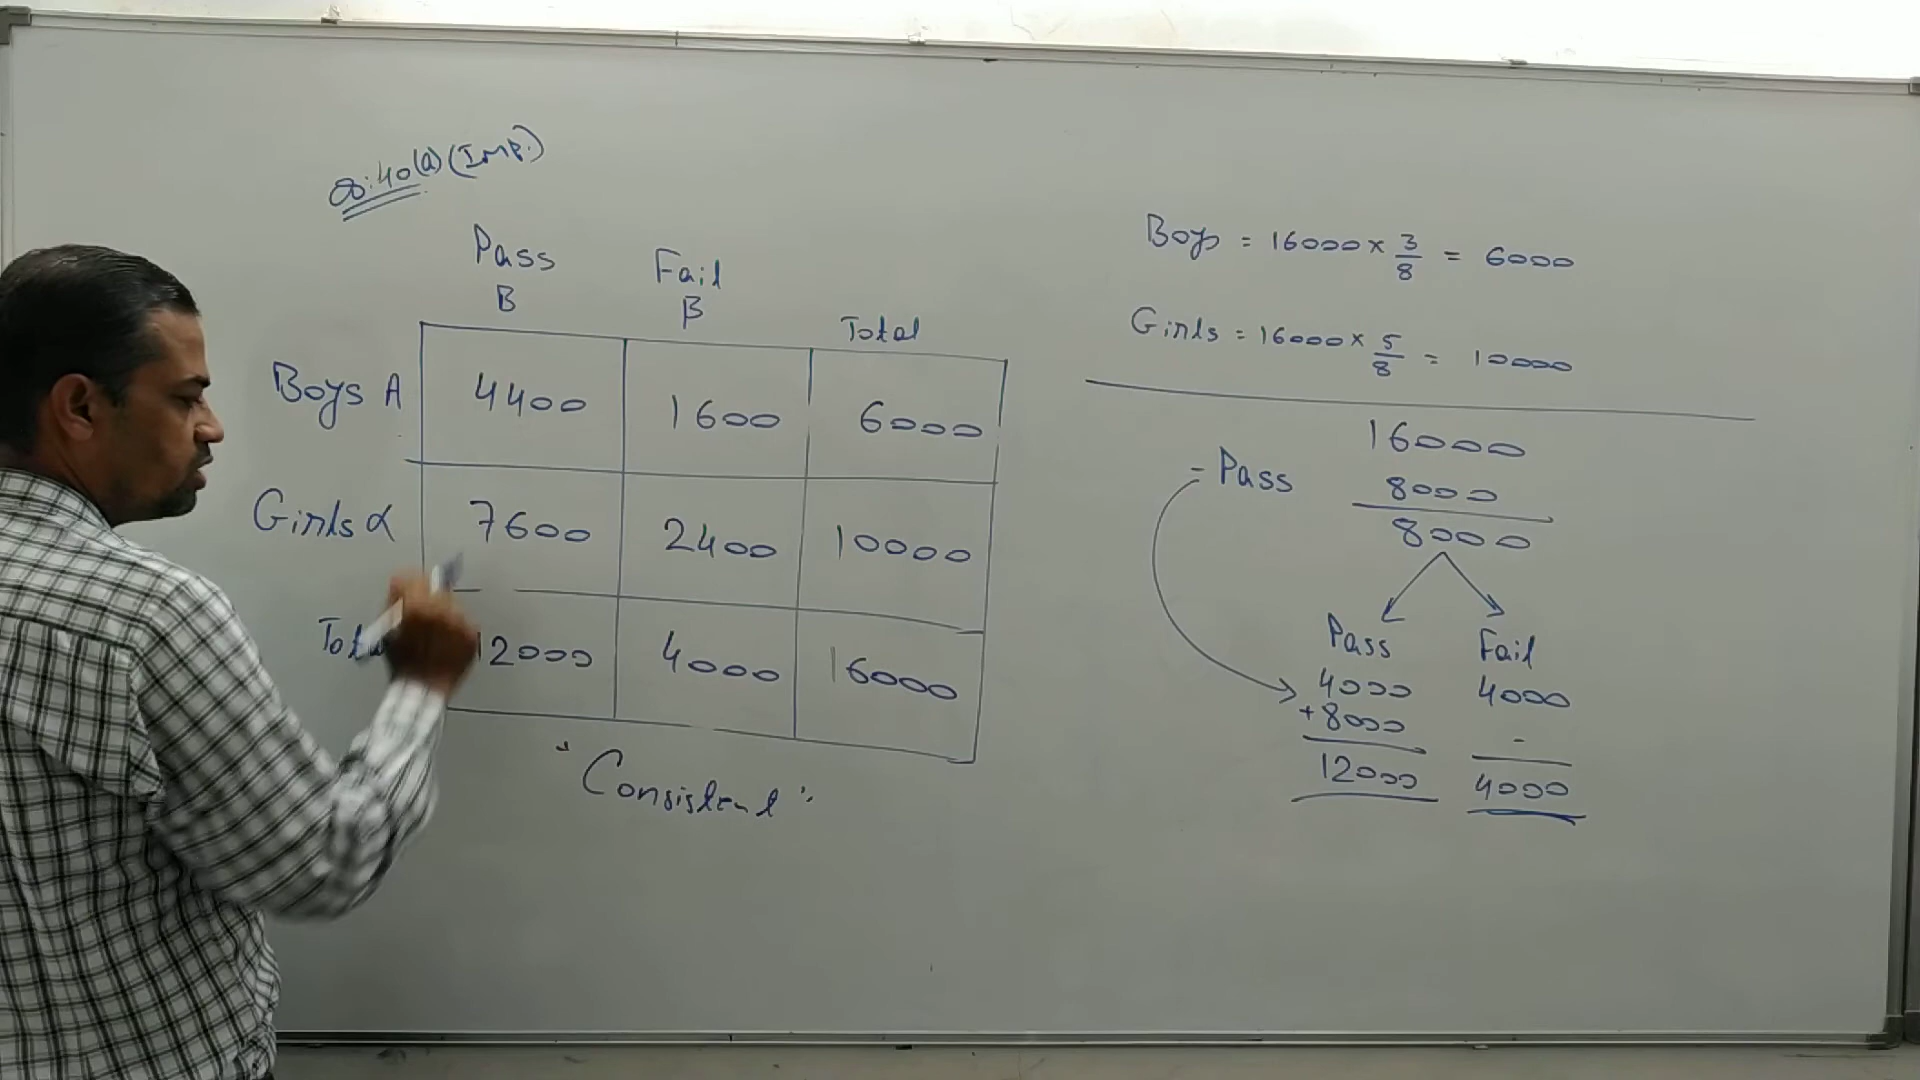 Q:40(a)(Imp.)
Pass Fail
B β Total
Boys A 4400 1600 6000
Girls α 7600 2400 10000
Total 12000 4000 16000
"Consistent"
Boys = 16000 × 3/8 = 6000
Girls = 16000 × 5/8 = 10000
16000
- Pass 8000
8000
Pass Fail
4000 4000
+8000 -
12000 4000